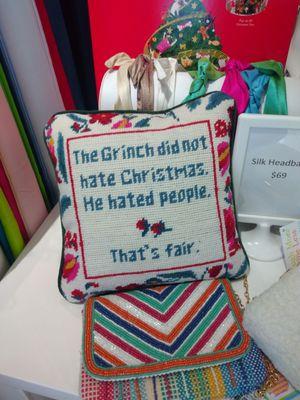 The Grinch did not
hate Christmas.
He hated people.
That's fair.
Silk Headba
$69